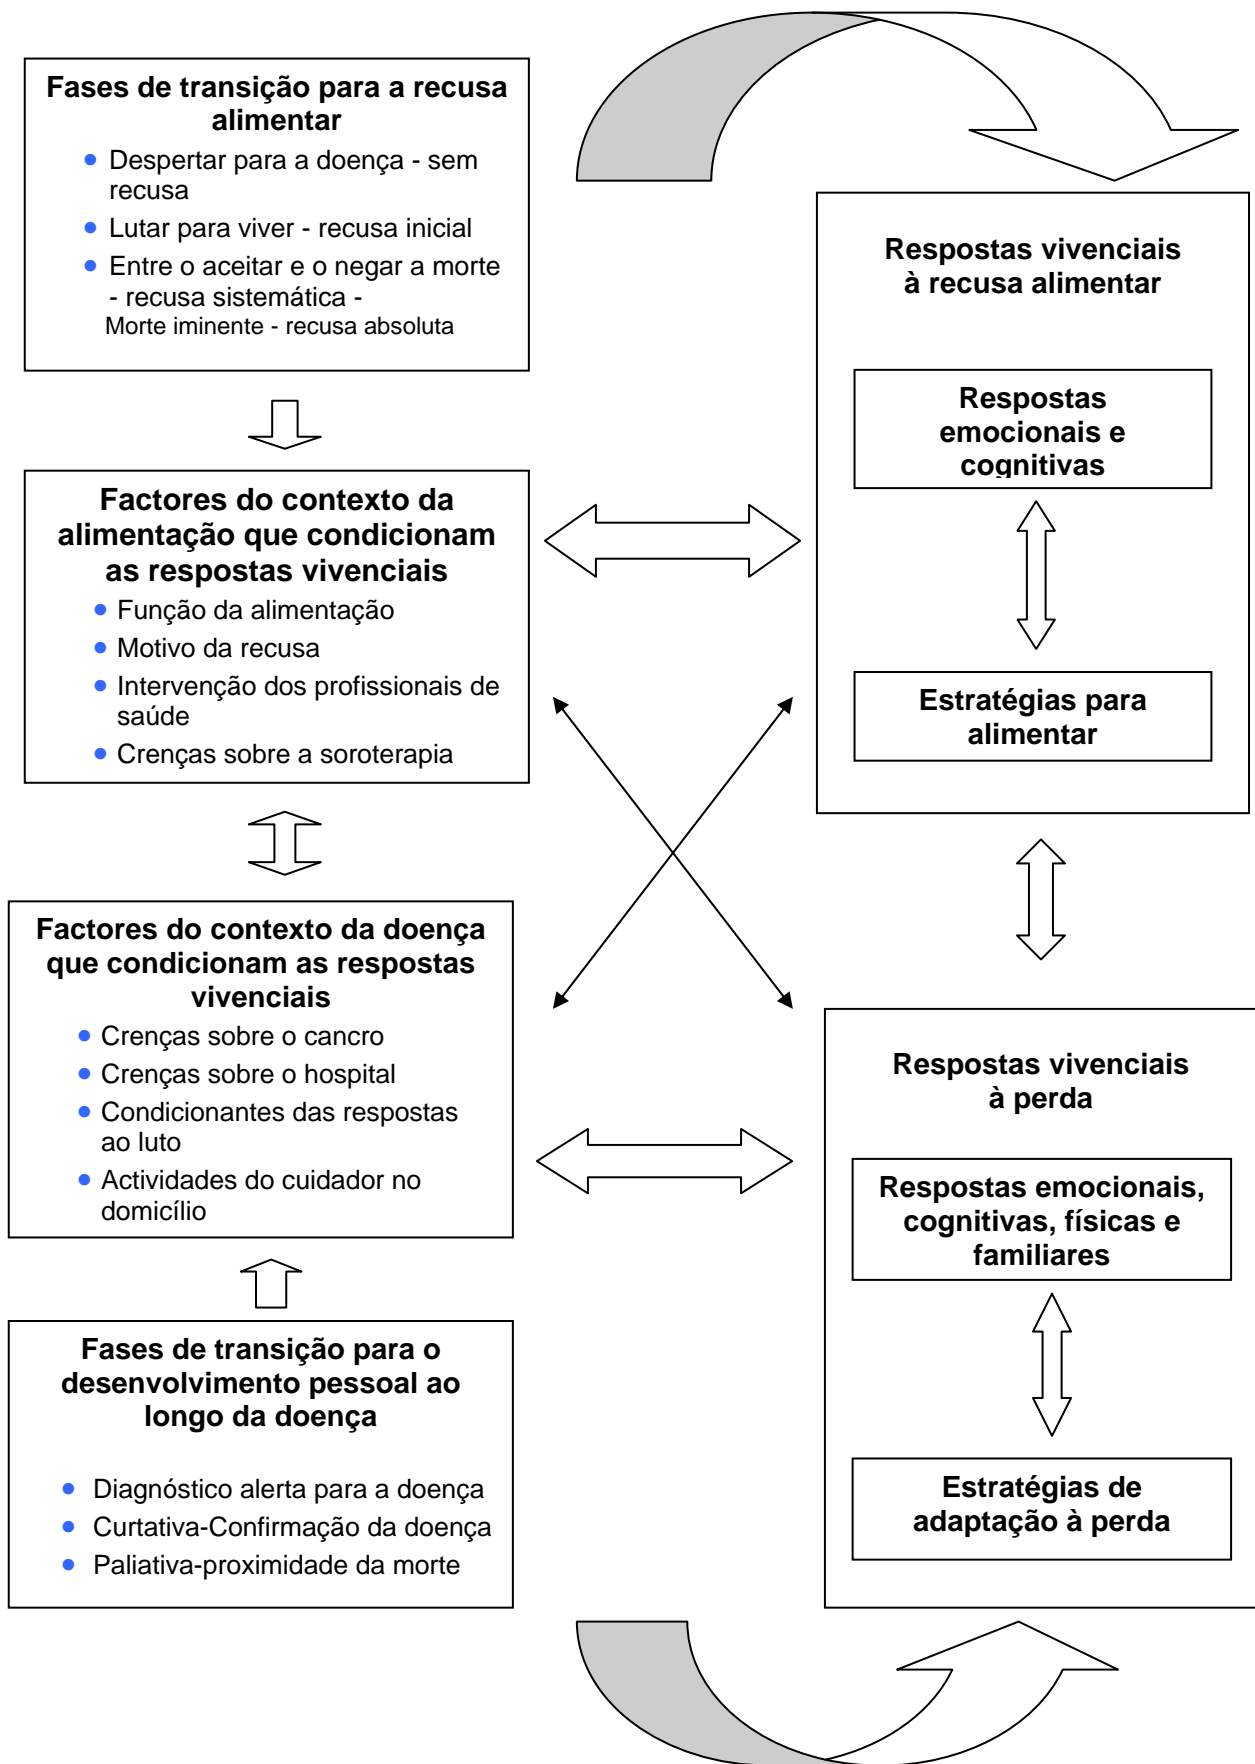 Fases de transição para a recusa
alimentar
• Despertar para a doença - sem
recusa
• Lutar para viver - recusa inicial
• Entre o aceitar e o negar a morte
- recusa sistemática -
Morte iminente - recusa absoluta
Factores do contexto da
alimentação que condicionam
as respostas vivenciais
• Função da alimentação
• Motivo da recusa
• Intervenção dos profissionais de
saúde
• Crenças sobre a soroterapia
Factores do contexto da doença
que condicionam as respostas
vivenciais
• Crenças sobre o cancro
• Crenças sobre o hospital
• Condicionantes das respostas
ao luto
• Actividades do cuidador no
domicílio
Fases de transição para o
desenvolvimento pessoal ao
longo da doença
• Diagnóstico alerta para a doença
• Curtativa-Confirmação da doença
• Paliativa-proximidade da morte
Respostas vivenciais
à recusa alimentar
Respostas
emocionais e
cognitivas
Estratégias para
alimentar
Respostas vivenciais
à perda
Respostas emocionais,
cognitivas, físicas e
familiares
Estratégias de
adaptação à perda